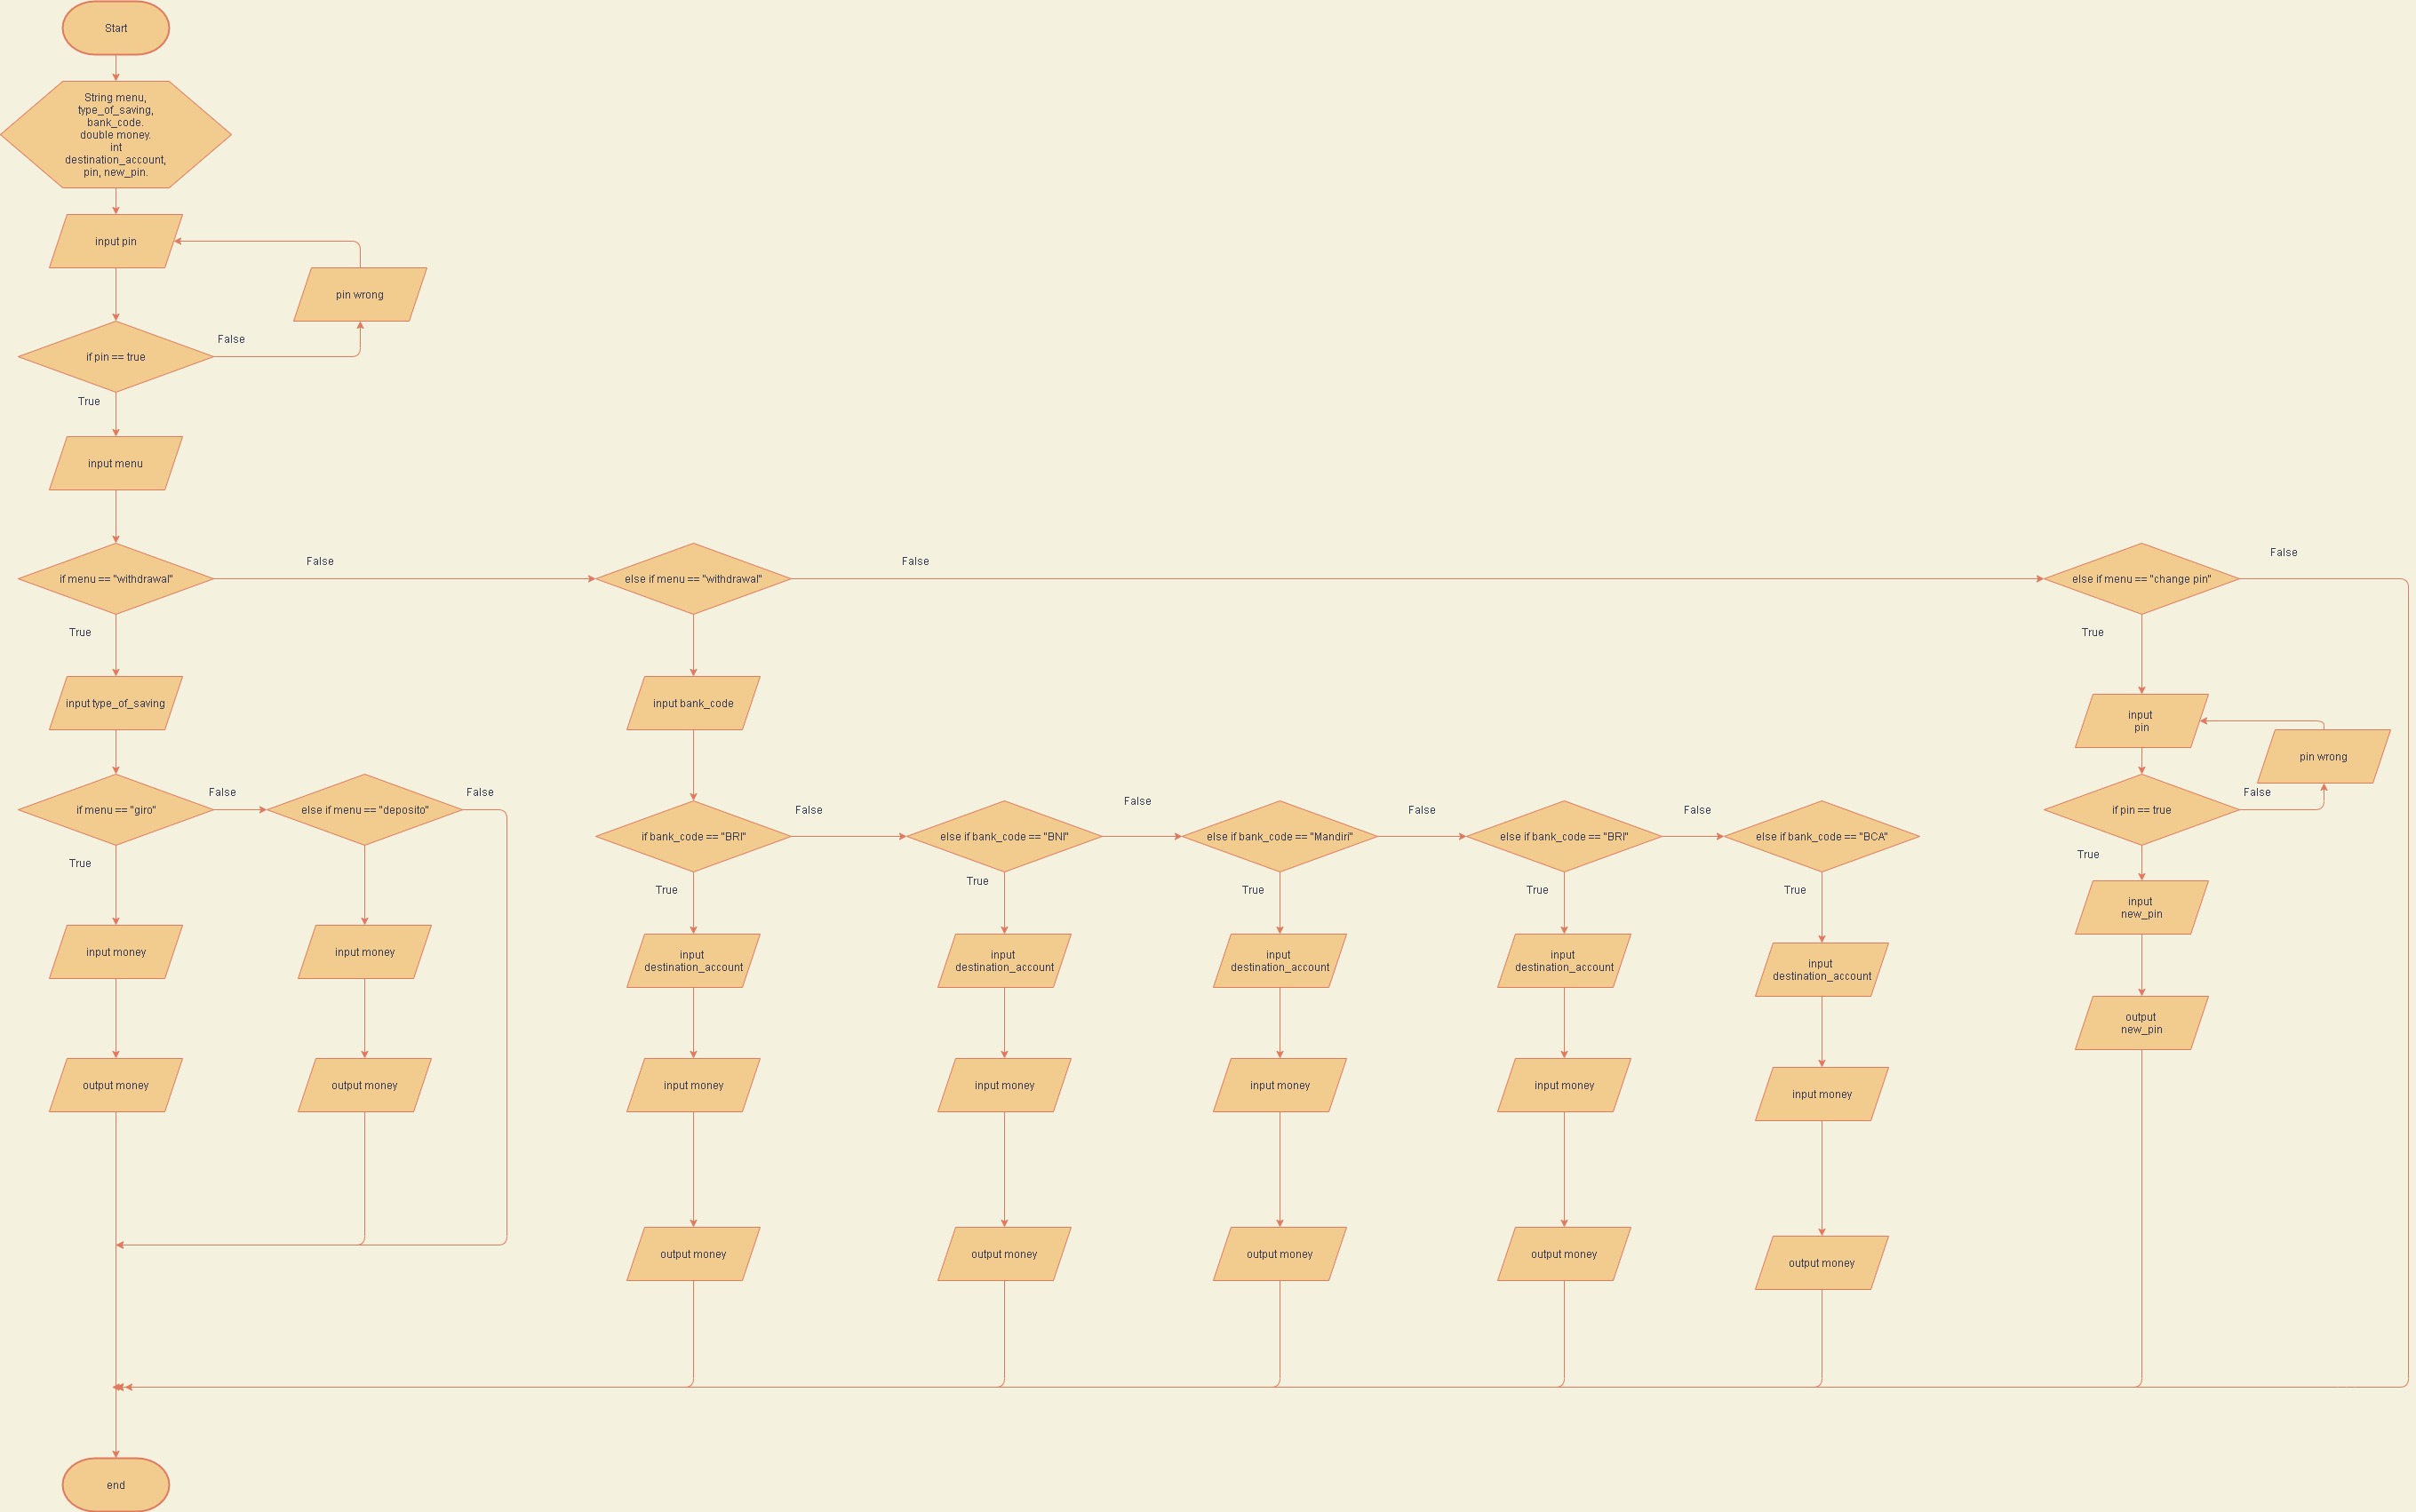 Start
String menu,
type_of_saving,
bank_code.
double money.
int
destination_account,
pin, new_pin.
input pin
pin wrong
False
if pin == true
True
input menu
False
False
False
if menu == "withdrawal"
else if menu == "withdrawal"
else if menu == "change pin"
True
True
input type_of_saving
input bank_code
input
pin
pin wrong
False
False
False
if menu == "giro"
else if menu == "deposito"
False
False
False
False
if pin == true
if bank_code == "BRI"
else if bank_code == "BNI"
else if bank_code == "Mandiri"
else if bank_code == "BRI"
else if bank_code == "BCA"
True
True
True
True
True
True
True
input
new_pin
input money
input money
input
destination_account
input
destination_account
input
destination_account
input
destination_account
input
destination_account
output
new_pin
output money
output money
input money
input money
input money
input money
input money
output money
output money
output money
output money
output money
end